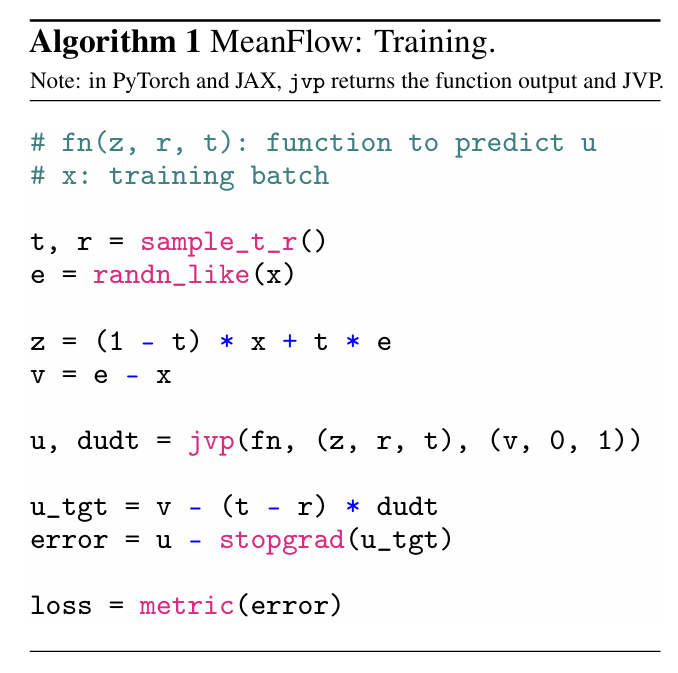 Algorithm 1 MeanFlow: Training.
Note: in PyTorch and JAX, jvp returns the function output and JVP.
# fn(z, r, t): function to predict u
# x: training batch
t, r = sample_t_r()
e = randn_like(x)
z = (1 - t) * x + t * e
v = e - x
u, dudt = jvp(fn, (z, r, t), (v, 0, 1))
u_tgt = v - (t - r) * dudt
error = u - stopgrad(u_tgt)
loss = metric(error)